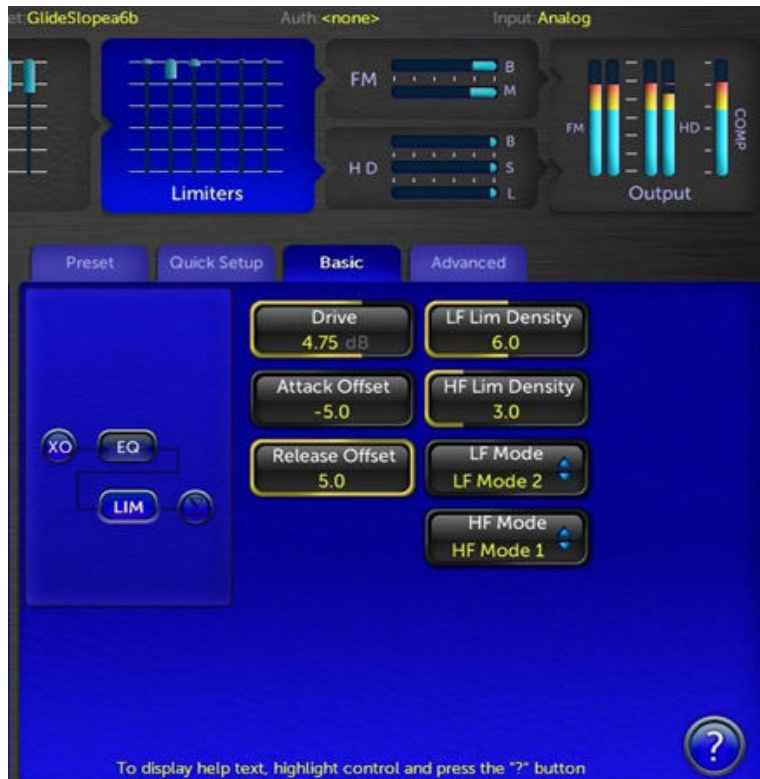 et: GlideSlopea6b Auth: <none> Input: Analog
FM B
M
HD B
S
L
FM HD COMP
Limiters
Output
Preset Quick Setup Basic Advanced
Drive
4.75 dB
LF Lim Density
6.0
Attack Offset
-5.0
HF Lim Density
3.0
XO EQ
LIM
Release Offset
5.0
LF Mode
LF Mode 2
HF Mode
HF Mode 1
To display help text, highlight control and press the "?" button
?